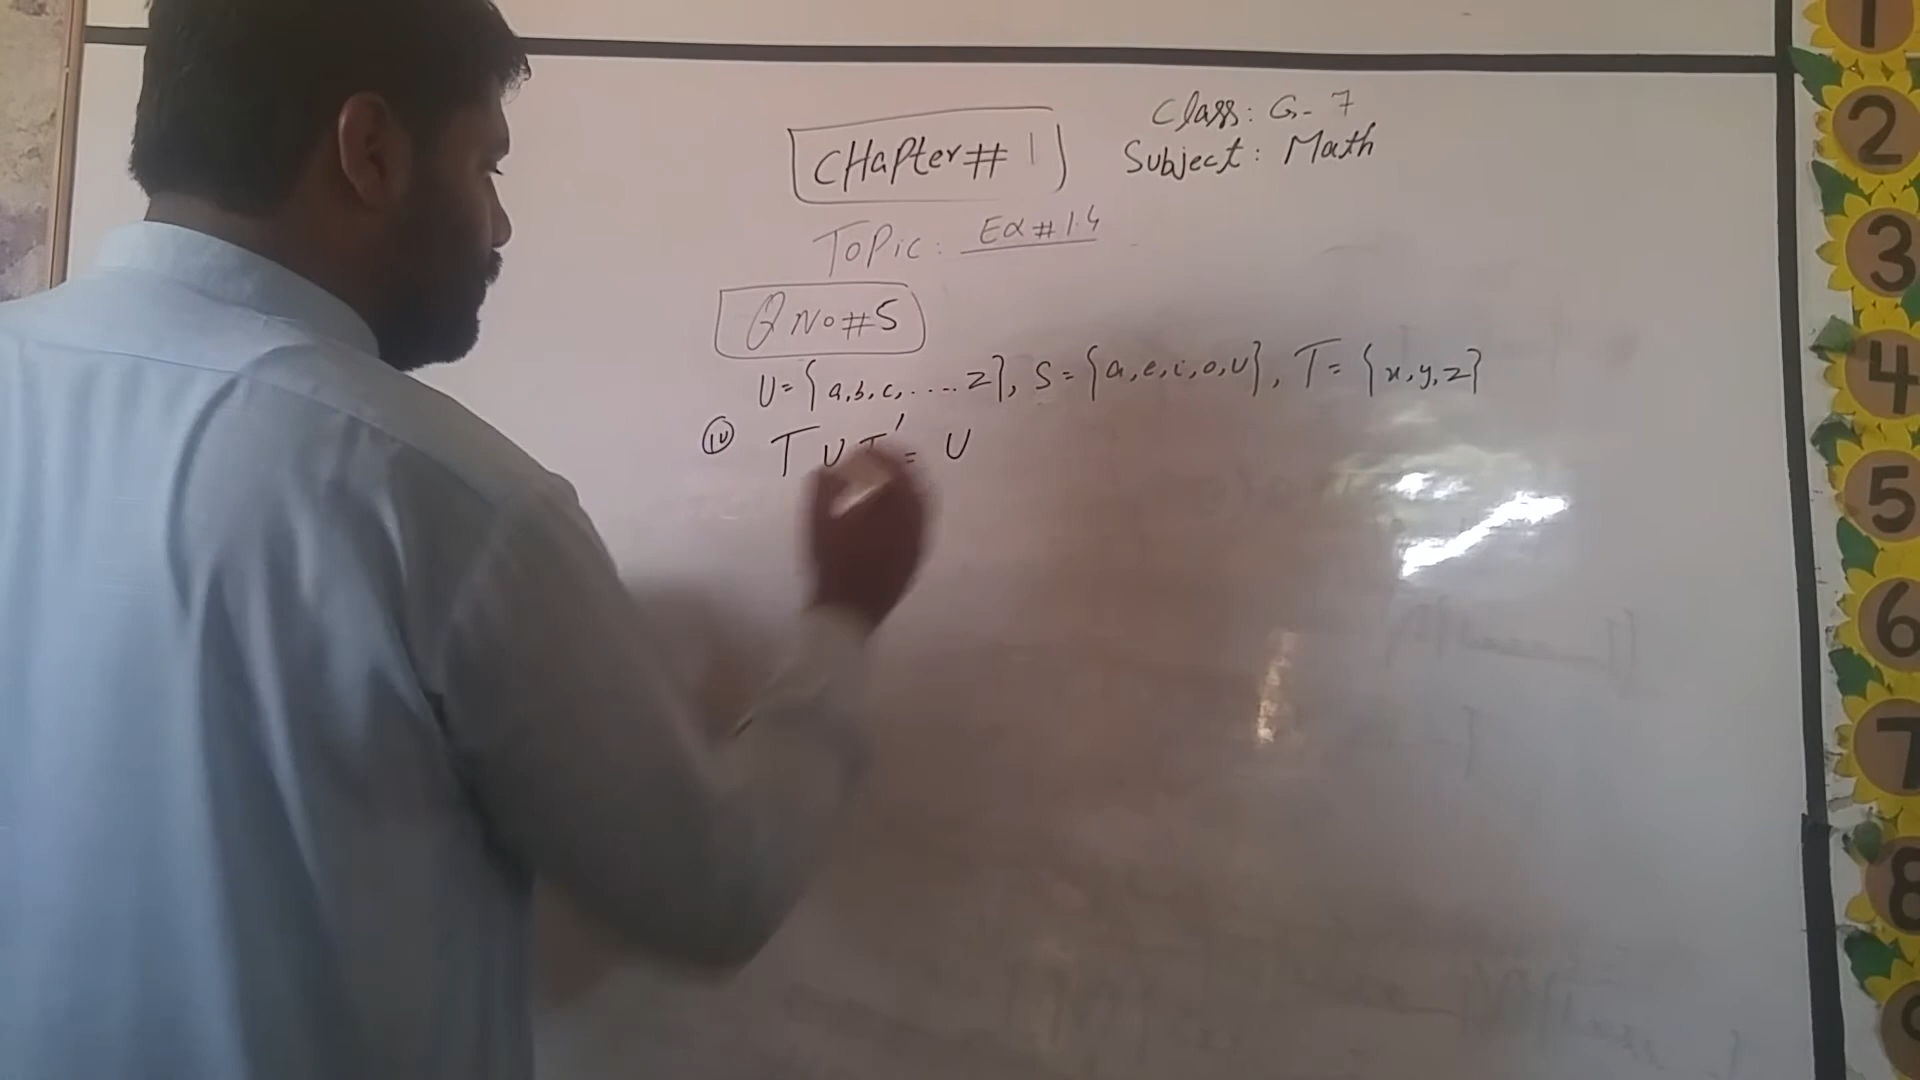 Class: G-7
CHapter# 1
Subject: Math
Topic: Ex#1.4
Q No#5
U={a,b,c,....z}, S={a,e,i,o,u}, T={x,y,z}
iv T U T' = U
1
2
3
4
5
6
7
8
9